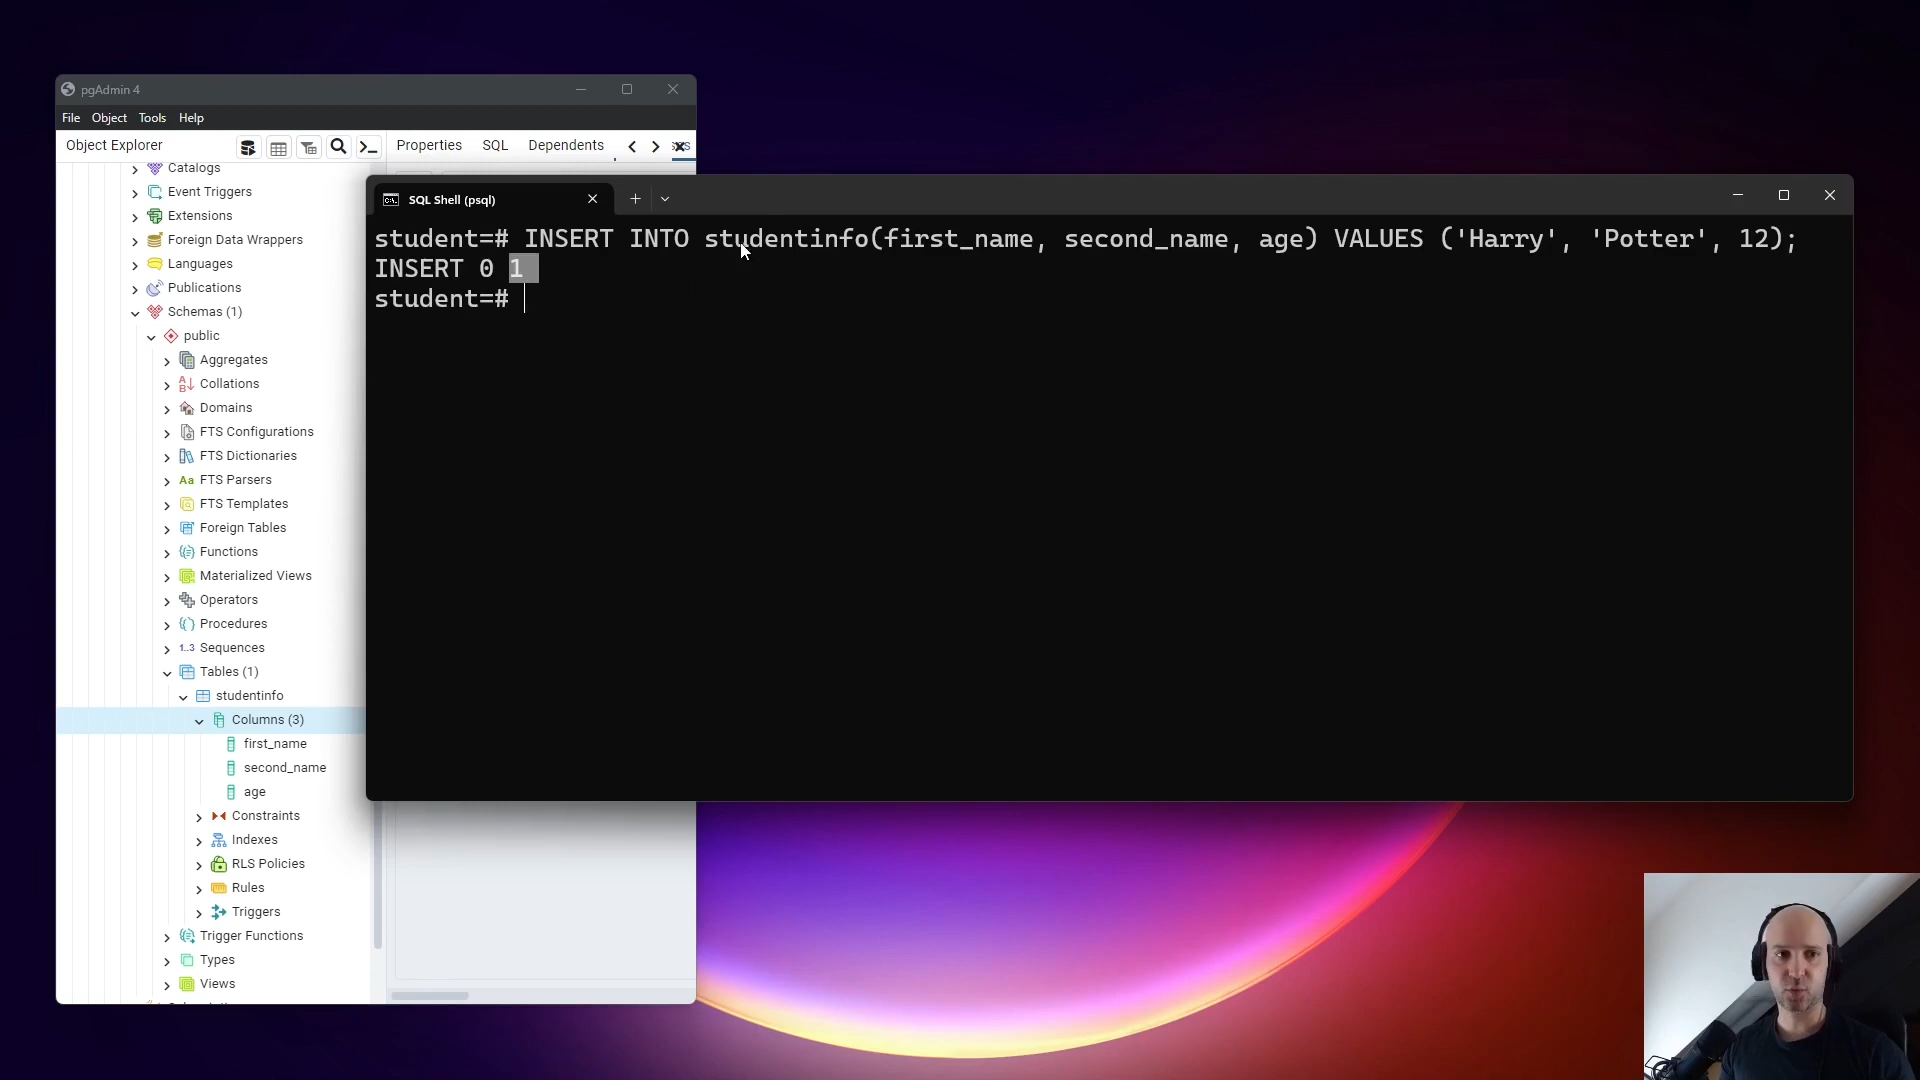 pgAdmin 4
File Object Tools Help
Object Explorer
Properties SQL Dependents
Catalogs
Event Triggers
Extensions
Foreign Data Wrappers
Languages
Publications
Schemas (1)
public
Aggregates
Collations
Domains
FTS Configurations
FTS Dictionaries
Aa FTS Parsers
FTS Templates
Foreign Tables
Functions
Materialized Views
Operators
Procedures
1..3 Sequences
Tables (1)
studentinfo
Columns (3)
first_name
second_name
age
Constraints
Indexes
RLS Policies
Rules
Triggers
Trigger Functions
Types
Views
SQL Shell (psql)
student=# INSERT INTO studentinfo(first_name, second_name, age) VALUES ('Harry', 'Potter', 12);
INSERT 0 1
student=#